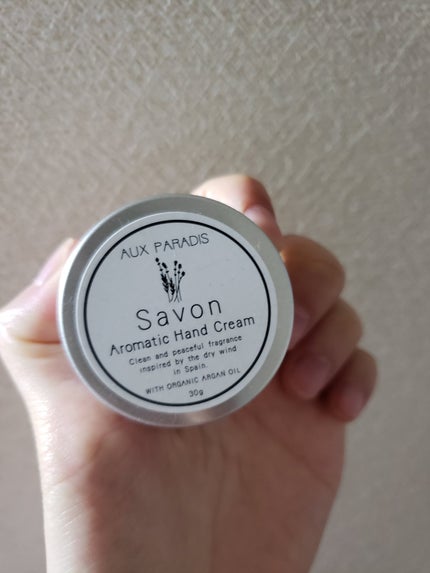 AUX PARADIS
Savon
Aromatic Hand Cream
Clean and peaceful fragrance
inspired by the dry wind
in Spain.
WITH ORGANIC ARGAN OIL
30g